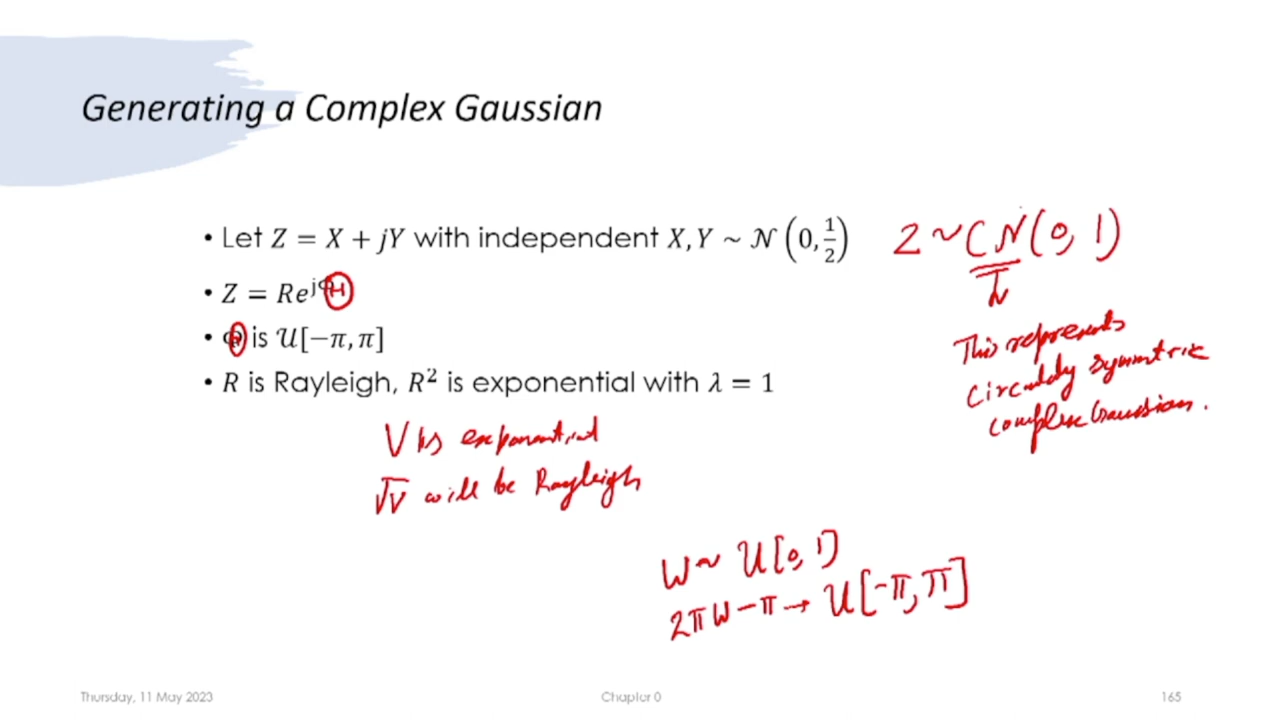 Generating a Complex Gaussian
• Let Z = X + jY with independent X, Y ~ 𝒩(0, 1/2)
Z ~ CN(0, 1)
• Z = Re^jΘ
• Θ is 𝒰[−π, π]
This represents
Circularly symmetric
complex Gaussian.
• R is Rayleigh, R² is exponential with λ = 1
V is exponential
√V will be Rayleigh
W ~ U[0, 1]
2πW − π → U[-π, π]
Thursday, 11 May 2023
Chapter 0
165